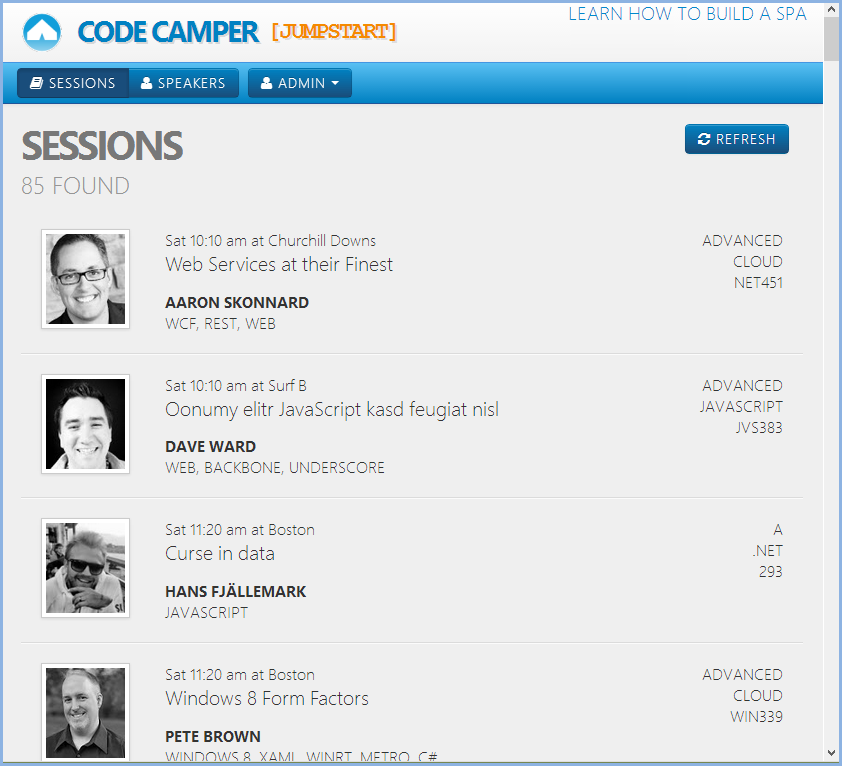 CODE CAMPER [JUMPSTART]
LEARN HOW TO BUILD A SPA
SESSIONS SPEAKERS ADMIN
SESSIONS
REFRESH
85 FOUND
Sat 10:10 am at Churchill Downs
Web Services at their Finest
AARON SKONNARD
WCF, REST, WEB
ADVANCED
CLOUD
NET451
Sat 10:10 am at Surf B
Oonumy elitr JavaScript kasd feugiat nisl
DAVE WARD
WEB, BACKBONE, UNDERSCORE
ADVANCED
JAVASCRIPT
JVS383
Sat 11:20 am at Boston
Curse in data
HANS FJÄLLEMARK
JAVASCRIPT
A
.NET
293
Sat 11:20 am at Boston
Windows 8 Form Factors
PETE BROWN
WINDOWS 8, XAML, WINRT, METRO, C#
ADVANCED
CLOUD
WIN339